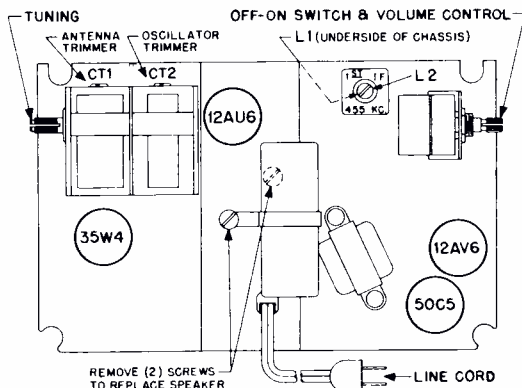 TUNING
OFF-ON SWITCH & VOLUME CONTROL
ANTENNA
TRIMMER
OSCILLATOR
TRIMMER
L1 (UNDERSIDE OF CHASSIS)
CT1
CT2
1ST IF
L2
455 KC.
12AU6
35W4
12AV6
50C5
REMOVE (2) SCREWS
TO REPLACE SPEAKER
LINE CORD